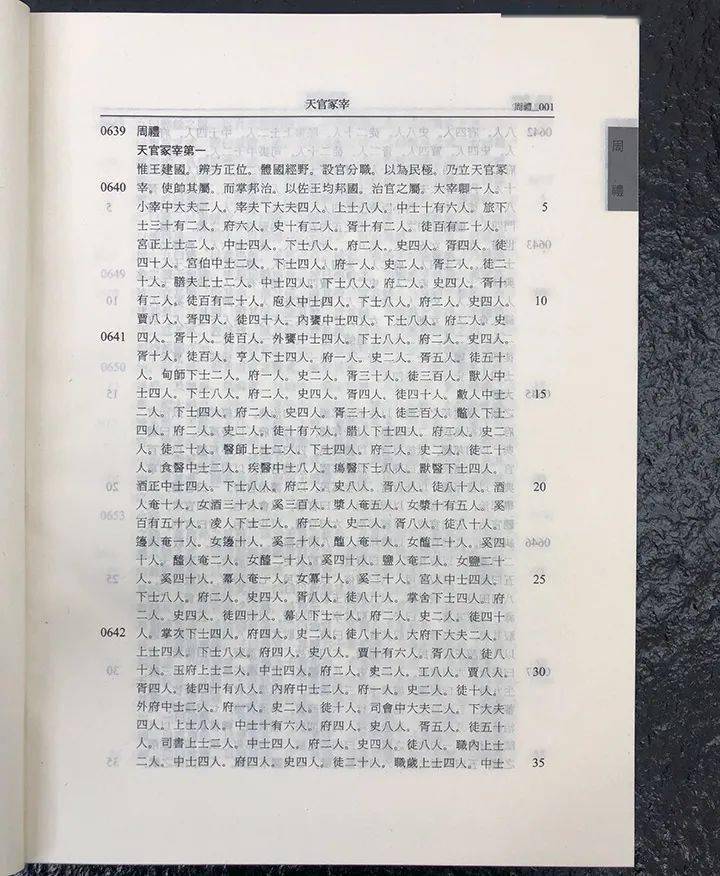 天官冢宰 周禮_001
周禮
0639 周禮
天官冢宰第一
惟王建國。辨方正位。體國經野。設官分職。以為民極。乃立天官冢
0640 宰。使帥其屬。而掌邦治。以佐王均邦國。治官之屬。大宰卿一人。
小宰中大夫二人。宰夫下大夫四人。上士八人。中士十有六人。旅下 5
士三十有二人。府六人。史十有二人。胥十有二人。徒百有二十人。
宮正上士二人。中士四人。下士八人。府二人。史四人。胥四人。徒
四十人。宮伯中士二人。下士四人。府一人。史二人。胥二人。徒二
十人。膳夫上士二人。中士四人。下士八人。府二人。史四人。胥十
有二人。徒百有二十人。庖人中士四人。下士八人。府二人。史四人。 10
賈八人。胥四人。徒四十人。內饔中士四人。下士八人。府二人。史
0641 四人。胥十人。徒百人。外饔中士四人。下士八人。府二人。史四人。
胥十人。徒百人。亨人下士四人。府一人。史二人。胥五人。徒五十
人。甸師下士二人。府一人。史二人。胥三十人。徒三百人。獸人中
士四人。下士八人。府二人。史四人。胥四人。徒四十人。䱷人中士 15
二人。下士四人。府二人。史四人。胥三十人。徒三百人。鼈人下士
四人。府二人。史二人。徒十有六人。腊人下士四人。府二人。史二
人。徒二十人。醫師上士二人。下士四人。府二人。史二人。徒二十
人。食醫中士二人。疾醫中士八人。瘍醫下士八人。獸醫下士四人。
酒正中士四人。下士八人。府二人。史八人。胥八人。徒八十人。酒 20
人奄十人。女酒三十人。奚三百人。漿人奄五人。女漿十有五人。奚
百有五十人。凌人下士二人。府二人。史二人。胥八人。徒八十人。
籩人奄一人。女籩十人。奚二十人。醢人奄一人。女醢二十人。奚四
十人。醯人奄二人。女醯二十人。奚四十人。鹽人奄二人。女鹽二十
人。奚四十人。冪人奄一人。女冪十人。奚二十人。宮人中士四人。 25
下士八人。府二人。史四人。胥八人。徒八十人。掌舍下士四人。府
二人。史四人。徒四十人。幕人下士一人。府二人。史二人。徒四十
0642 人。掌次下士四人。府四人。史二人。徒八十人。大府下大夫二人。
上士四人。下士八人。府四人。史八人。賈十有六人。胥八人。徒八
十人。玉府上士二人。中士四人。府二人。史二人。工八人。賈八人。 30
胥四人。徒四十有八人。內府中士二人。府一人。史二人。徒十人。
外府中士二人。府一人。史二人。徒十人。司會中大夫二人。下大夫
四人。上士八人。中士十有六人。府四人。史八人。胥五人。徒五十
人。司書上士二人。中士四人。府二人。史四人。徒八人。職內上士
二人。中士四人。府四人。史四人。徒二十人。職歲上士四人。中士 35